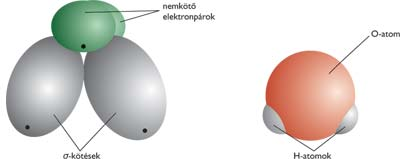 nemkötő
elektronpárok
O-atom
σ-kötések
H-atomok